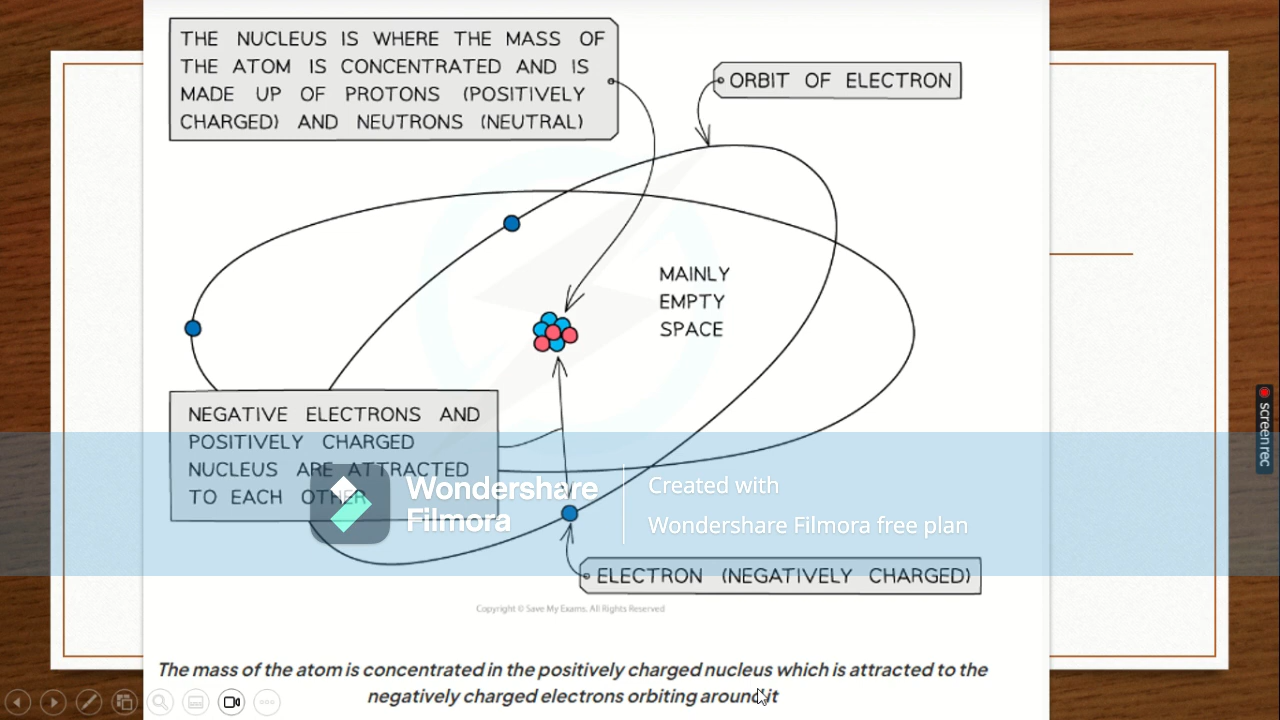 THE NUCLEUS IS WHERE THE MASS OF
THE ATOM IS CONCENTRATED AND IS
MADE UP OF PROTONS (POSITIVELY
CHARGED) AND NEUTRONS (NEUTRAL)
ORBIT OF ELECTRON
MAINLY
EMPTY
SPACE
NEGATIVE ELECTRONS AND
POSITIVELY CHARGED
NUCLEUS ARE ATTRACTED
TO EACH OTHER
screen rec
Wondershare
Filmora
Created with
Wondershare Filmora free plan
ELECTRON (NEGATIVELY CHARGED)
Copyright © Save My Exams. All Rights Reserved
The mass of the atom is concentrated in the positively charged nucleus which is attracted to the
negatively charged electrons orbiting around it